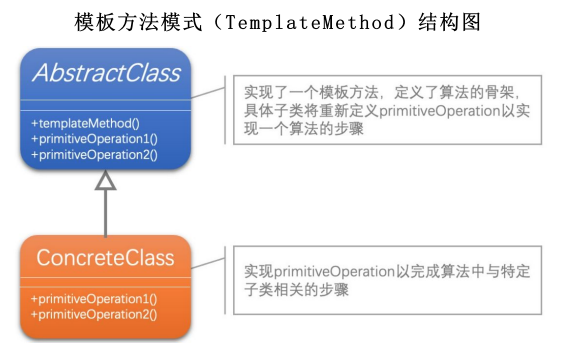 模板方法模式（TemplateMethod）结构图
AbstractClass
+templateMethod()
+primitiveOperation1()
+primitiveOperation2()
实现了一个模板方法，定义了算法的骨架，
具体子类将重新定义primitiveOperation以实
现一个算法的步骤
ConcreteClass
+primitiveOperation1()
+primitiveOperation2()
实现primitiveOperation以完成算法中与特定
子类相关的步骤